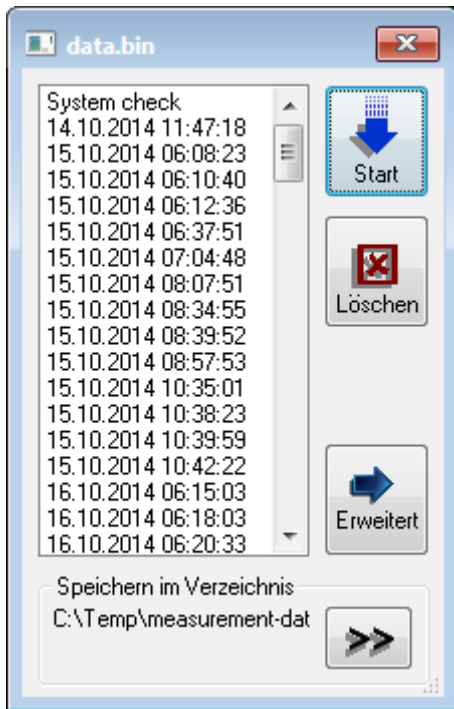 data.bin
System check
14.10.2014 11:47:18
15.10.2014 06:08:23
15.10.2014 06:10:40
15.10.2014 06:12:36
15.10.2014 06:37:51
15.10.2014 07:04:48
15.10.2014 08:07:51
15.10.2014 08:34:55
15.10.2014 08:39:52
15.10.2014 08:57:53
15.10.2014 10:35:01
15.10.2014 10:38:23
15.10.2014 10:39:59
15.10.2014 10:42:22
16.10.2014 06:15:03
16.10.2014 06:18:03
16.10.2014 06:20:33
Start
Löschen
Erweitert
Speichern im Verzeichnis
C:\Temp\measurement-dat
>>